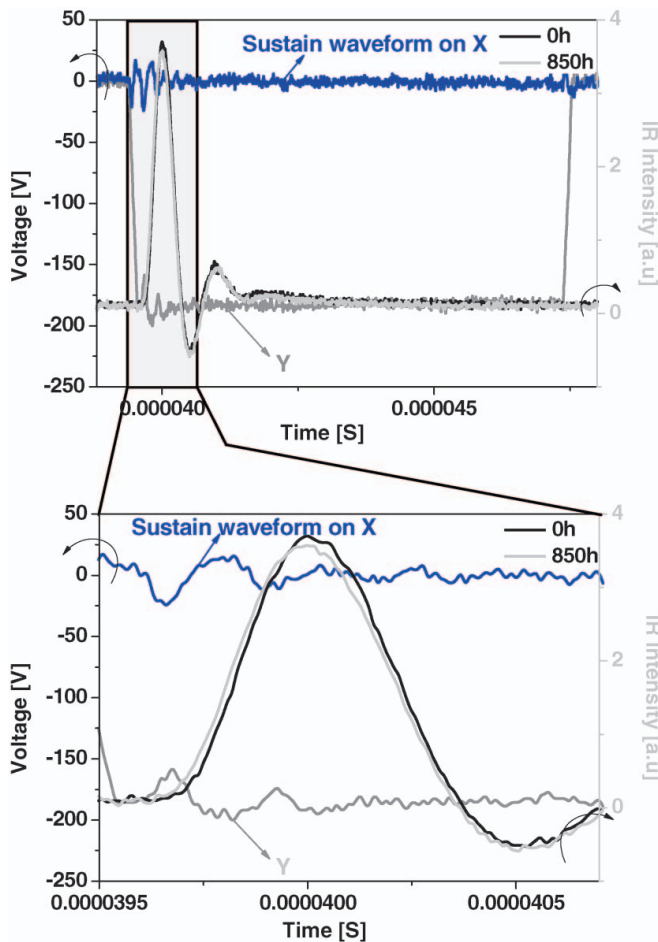 50
0
-50
-100
-150
-200
-250
Voltage [V]
Sustain waveform on X
0h
850h
4
2
0
IR Intensity [a.u]
Y
0.000040
0.000045
Time [S]
50
0
-50
-100
-150
-200
-250
Voltage [V]
Sustain waveform on X
0h
850h
4
2
0
IR Intensity [a.u]
Y
0.0000395
0.0000400
0.0000405
Time [S]